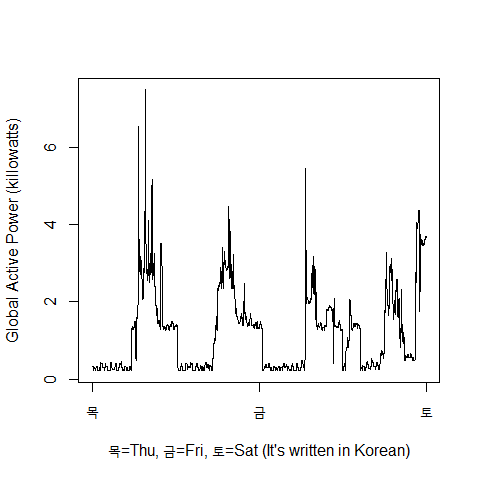 Global Active Power (killowatts)
6
4
2
0
목 금 토
목=Thu, 금=Fri, 토=Sat (It's written in Korean)